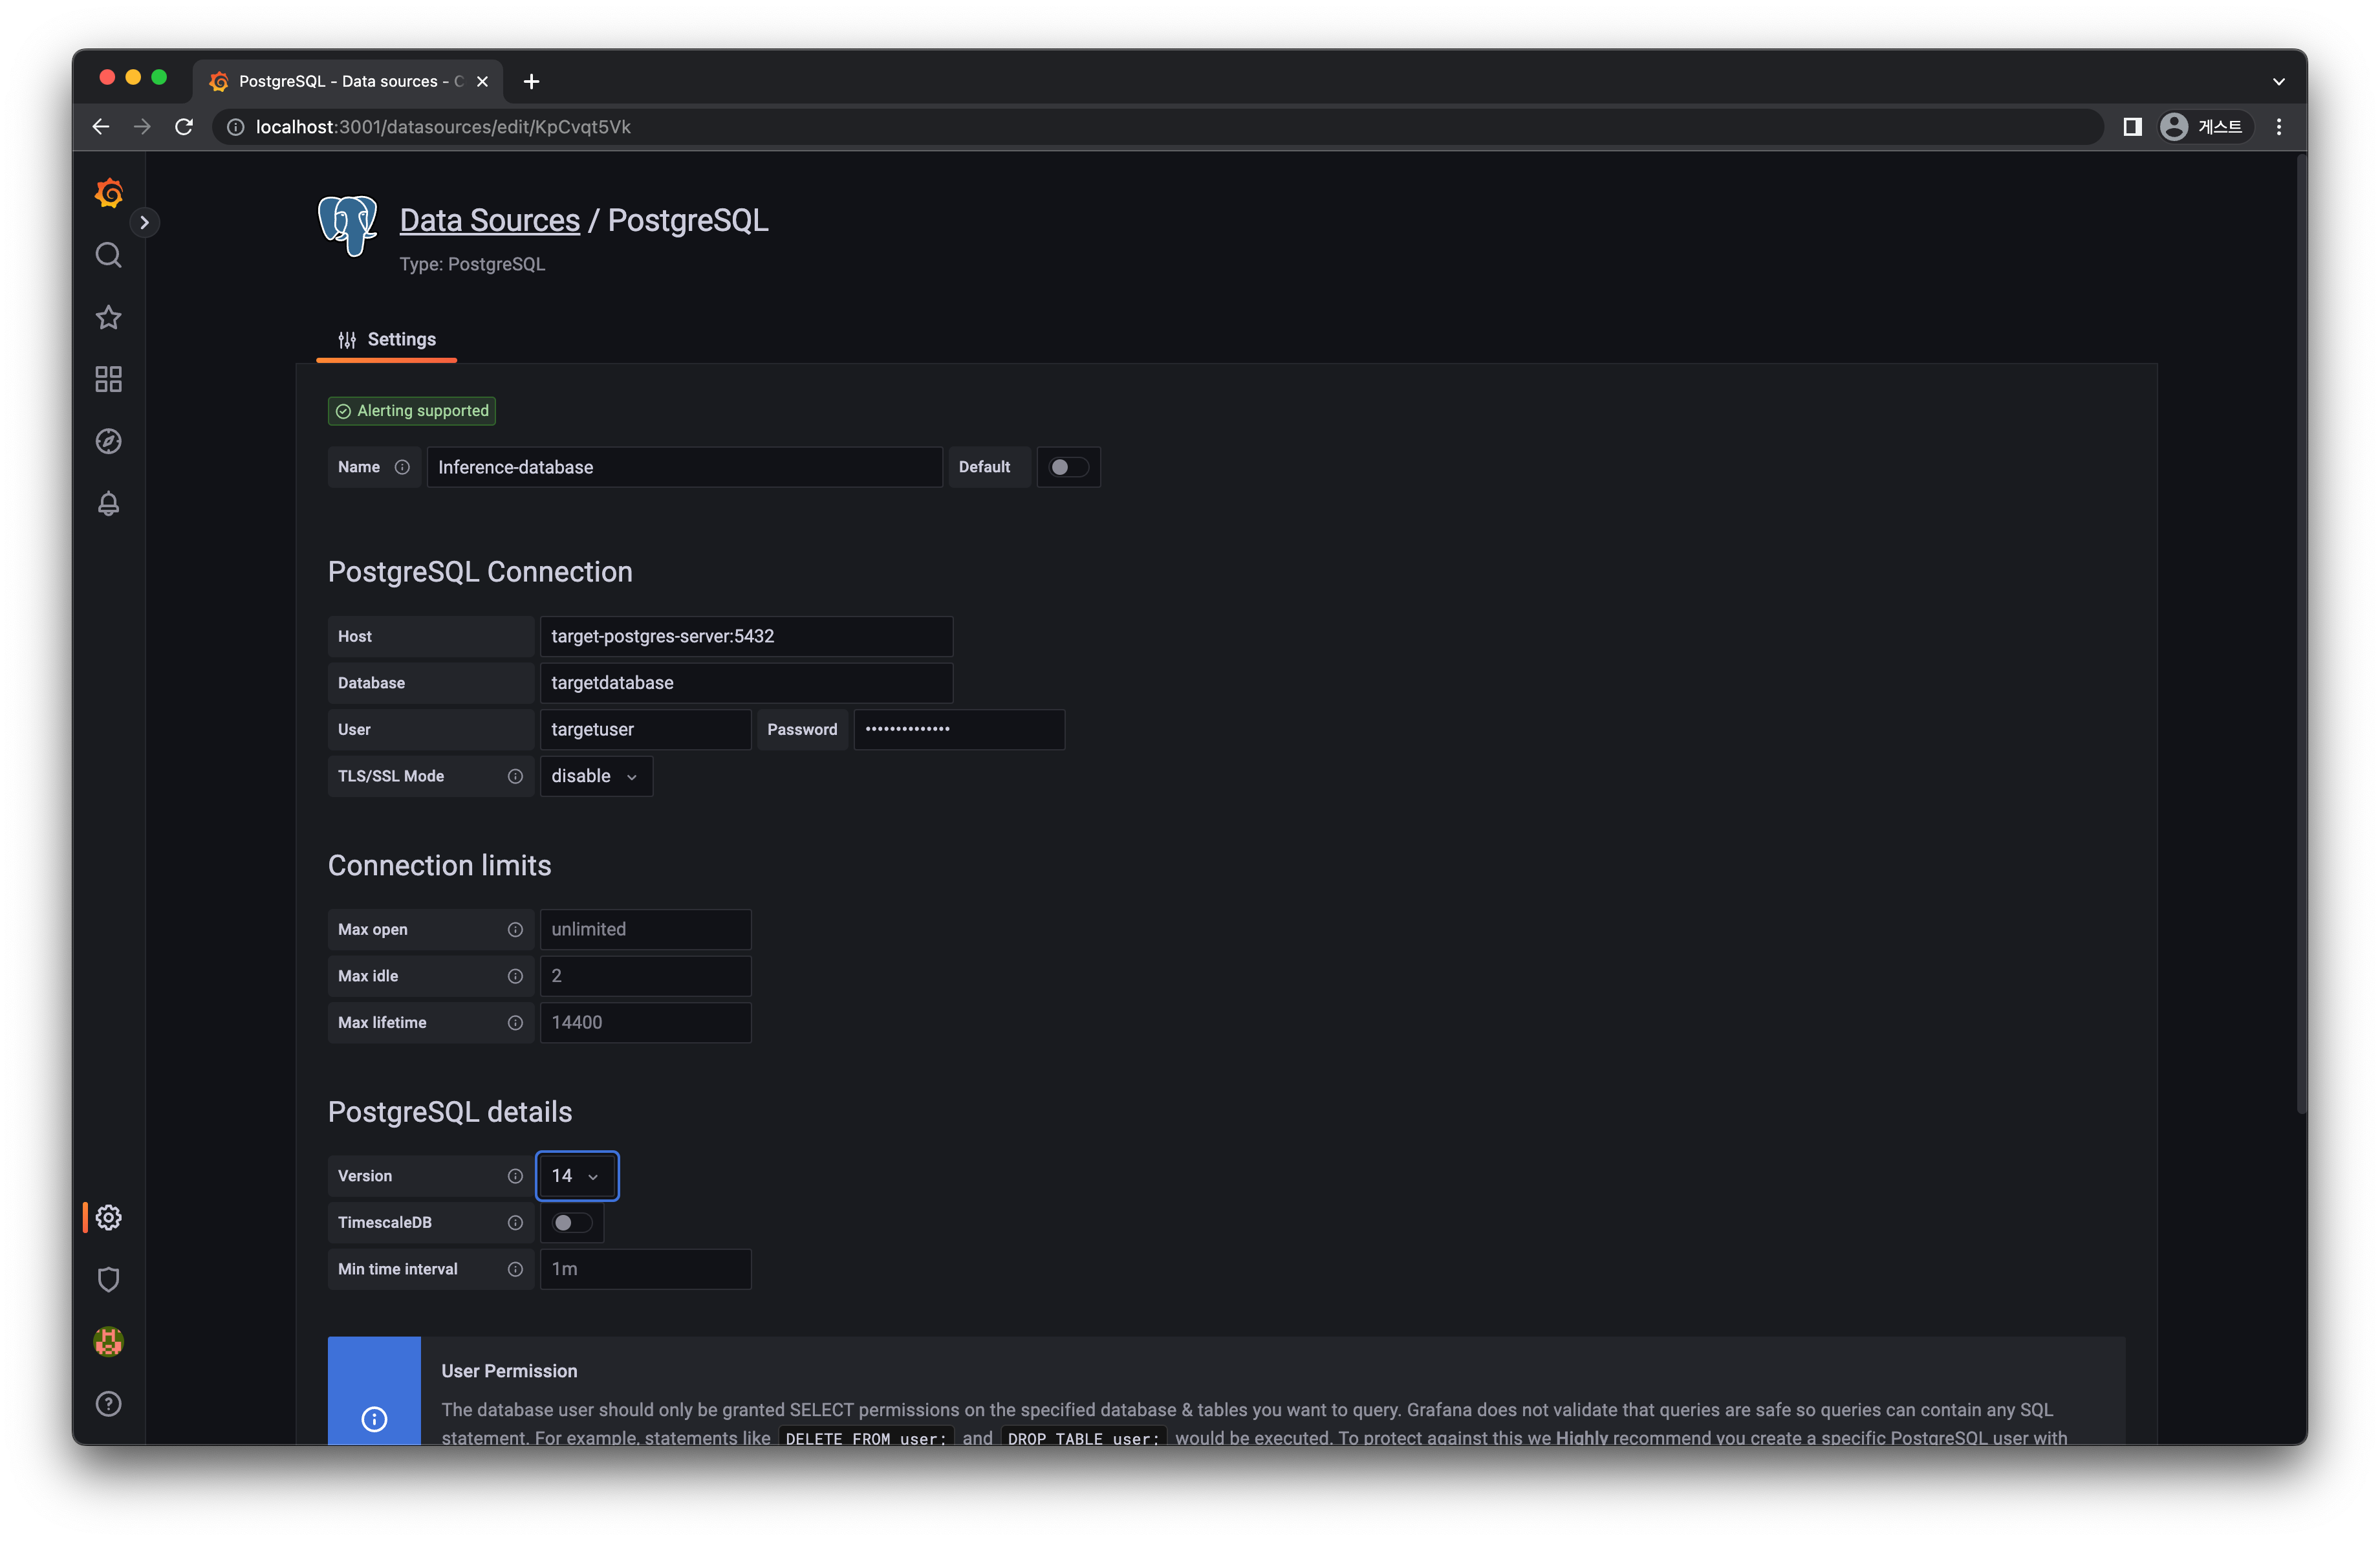 PostgreSQL - Data sources - 
localhost:3001/datasources/edit/KpCvqt5Vk
게스트
Data Sources / PostgreSQL
Type: PostgreSQL
Settings
Alerting supported
Name Inference-database Default
PostgreSQL Connection
Host target-postgres-server:5432
Database targetdatabase
User targetuser Password ••••••••••••••
TLS/SSL Mode disable
Connection limits
Max open unlimited
Max idle 2
Max lifetime 14400
PostgreSQL details
Version 14
TimescaleDB
Min time interval 1m
User Permission
The database user should only be granted SELECT permissions on the specified database & tables you want to query. Grafana does not validate that queries are safe so queries can contain any SQL
statement. For example, statements like DELETE FROM user; and DROP TABLE user; would be executed. To protect against this we Highly recommend you create a specific PostgreSQL user with